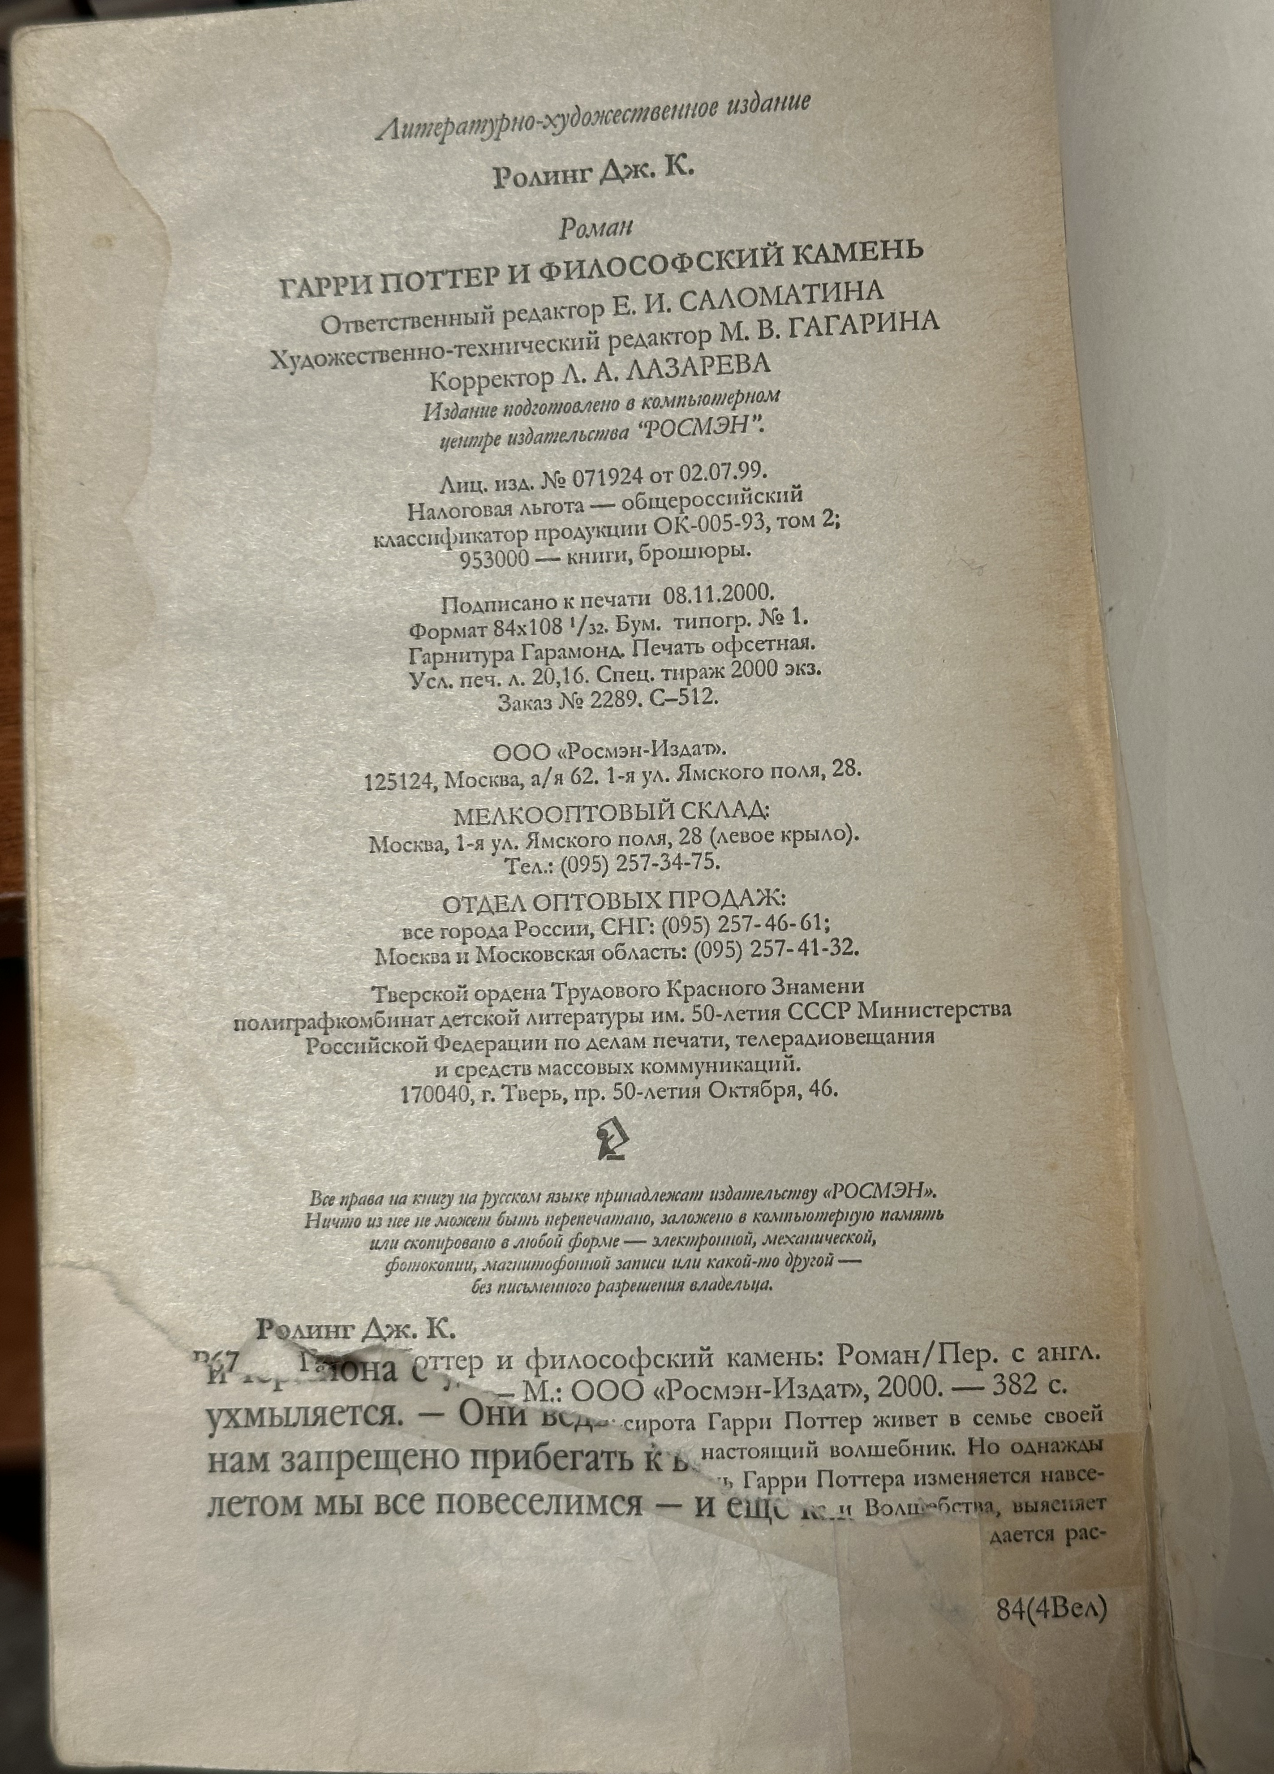 Литературно-художественное издание
Ролинг Дж. К.
Роман
ГАРРИ ПОТТЕР И ФИЛОСОФСКИЙ КАМЕНЬ
Ответственный редактор Е. И. САЛОМАТИНА
Художественно-технический редактор М. В. ГАГАРИНА
Корректор Л. А. ЛАЗАРЕВА
Издание подготовлено в компьютерном
центре издательства “РОСМЭН”.
Лиц. изд. № 071924 от 02.07.99.
Налоговая льгота — общероссийский
классификатор продукции ОК-005-93, том 2;
953000 — книги, брошюры.
Подписано к печати 08.11.2000.
Формат 84х108 1/32. Бум. типогр. № 1.
Гарнитура Гарамонд. Печать офсетная.
Усл. печ. л. 20,16. Спец. тираж 2000 экз.
Заказ № 2289. С–512.
ООО «Росмэн-Издат».
125124, Москва, а/я 62. 1-я ул. Ямского поля, 28.
МЕЛКООПТОВЫЙ СКЛАД:
Москва, 1-я ул. Ямского поля, 28 (левое крыло).
Тел.: (095) 257-34-75.
ОТДЕЛ ОПТОВЫХ ПРОДАЖ:
все города России, СНГ: (095) 257-46-61;
Москва и Московская область: (095) 257-41-32.
Тверской ордена Трудового Красного Знамени
полиграфкомбинат детской литературы им. 50-летия СССР Министерства
Российской Федерации по делам печати, телерадиовещания
и средств массовых коммуникаций.
170040, г. Тверь, пр. 50-летия Октября, 46.
Все права на книгу на русском языке принадлежат издательству «РОСМЭН».
Ничто из нее не может быть перепечатано, заложено в компьютерную память
или скопировано в любой форме — электронной, механической,
фотокопии, магнитофонной записи или какой-то другой —
без письменного разрешения владельца.
Ролинг Дж. К.
и философский камень: Роман/Пер. с англ.
– М.: ООО «Росмэн-Издат», 2000. — 382 с.
ухмыляется. – Они
сирота Гарри Поттер живет в семье своей
нам запрещено прибегать к
настоящий волшебник. Но однажды
Гарри Поттера изменяется навсе-
летом мы все повеселимся – и
Волшебства, выясняет
дается рас-
84(4Вел)